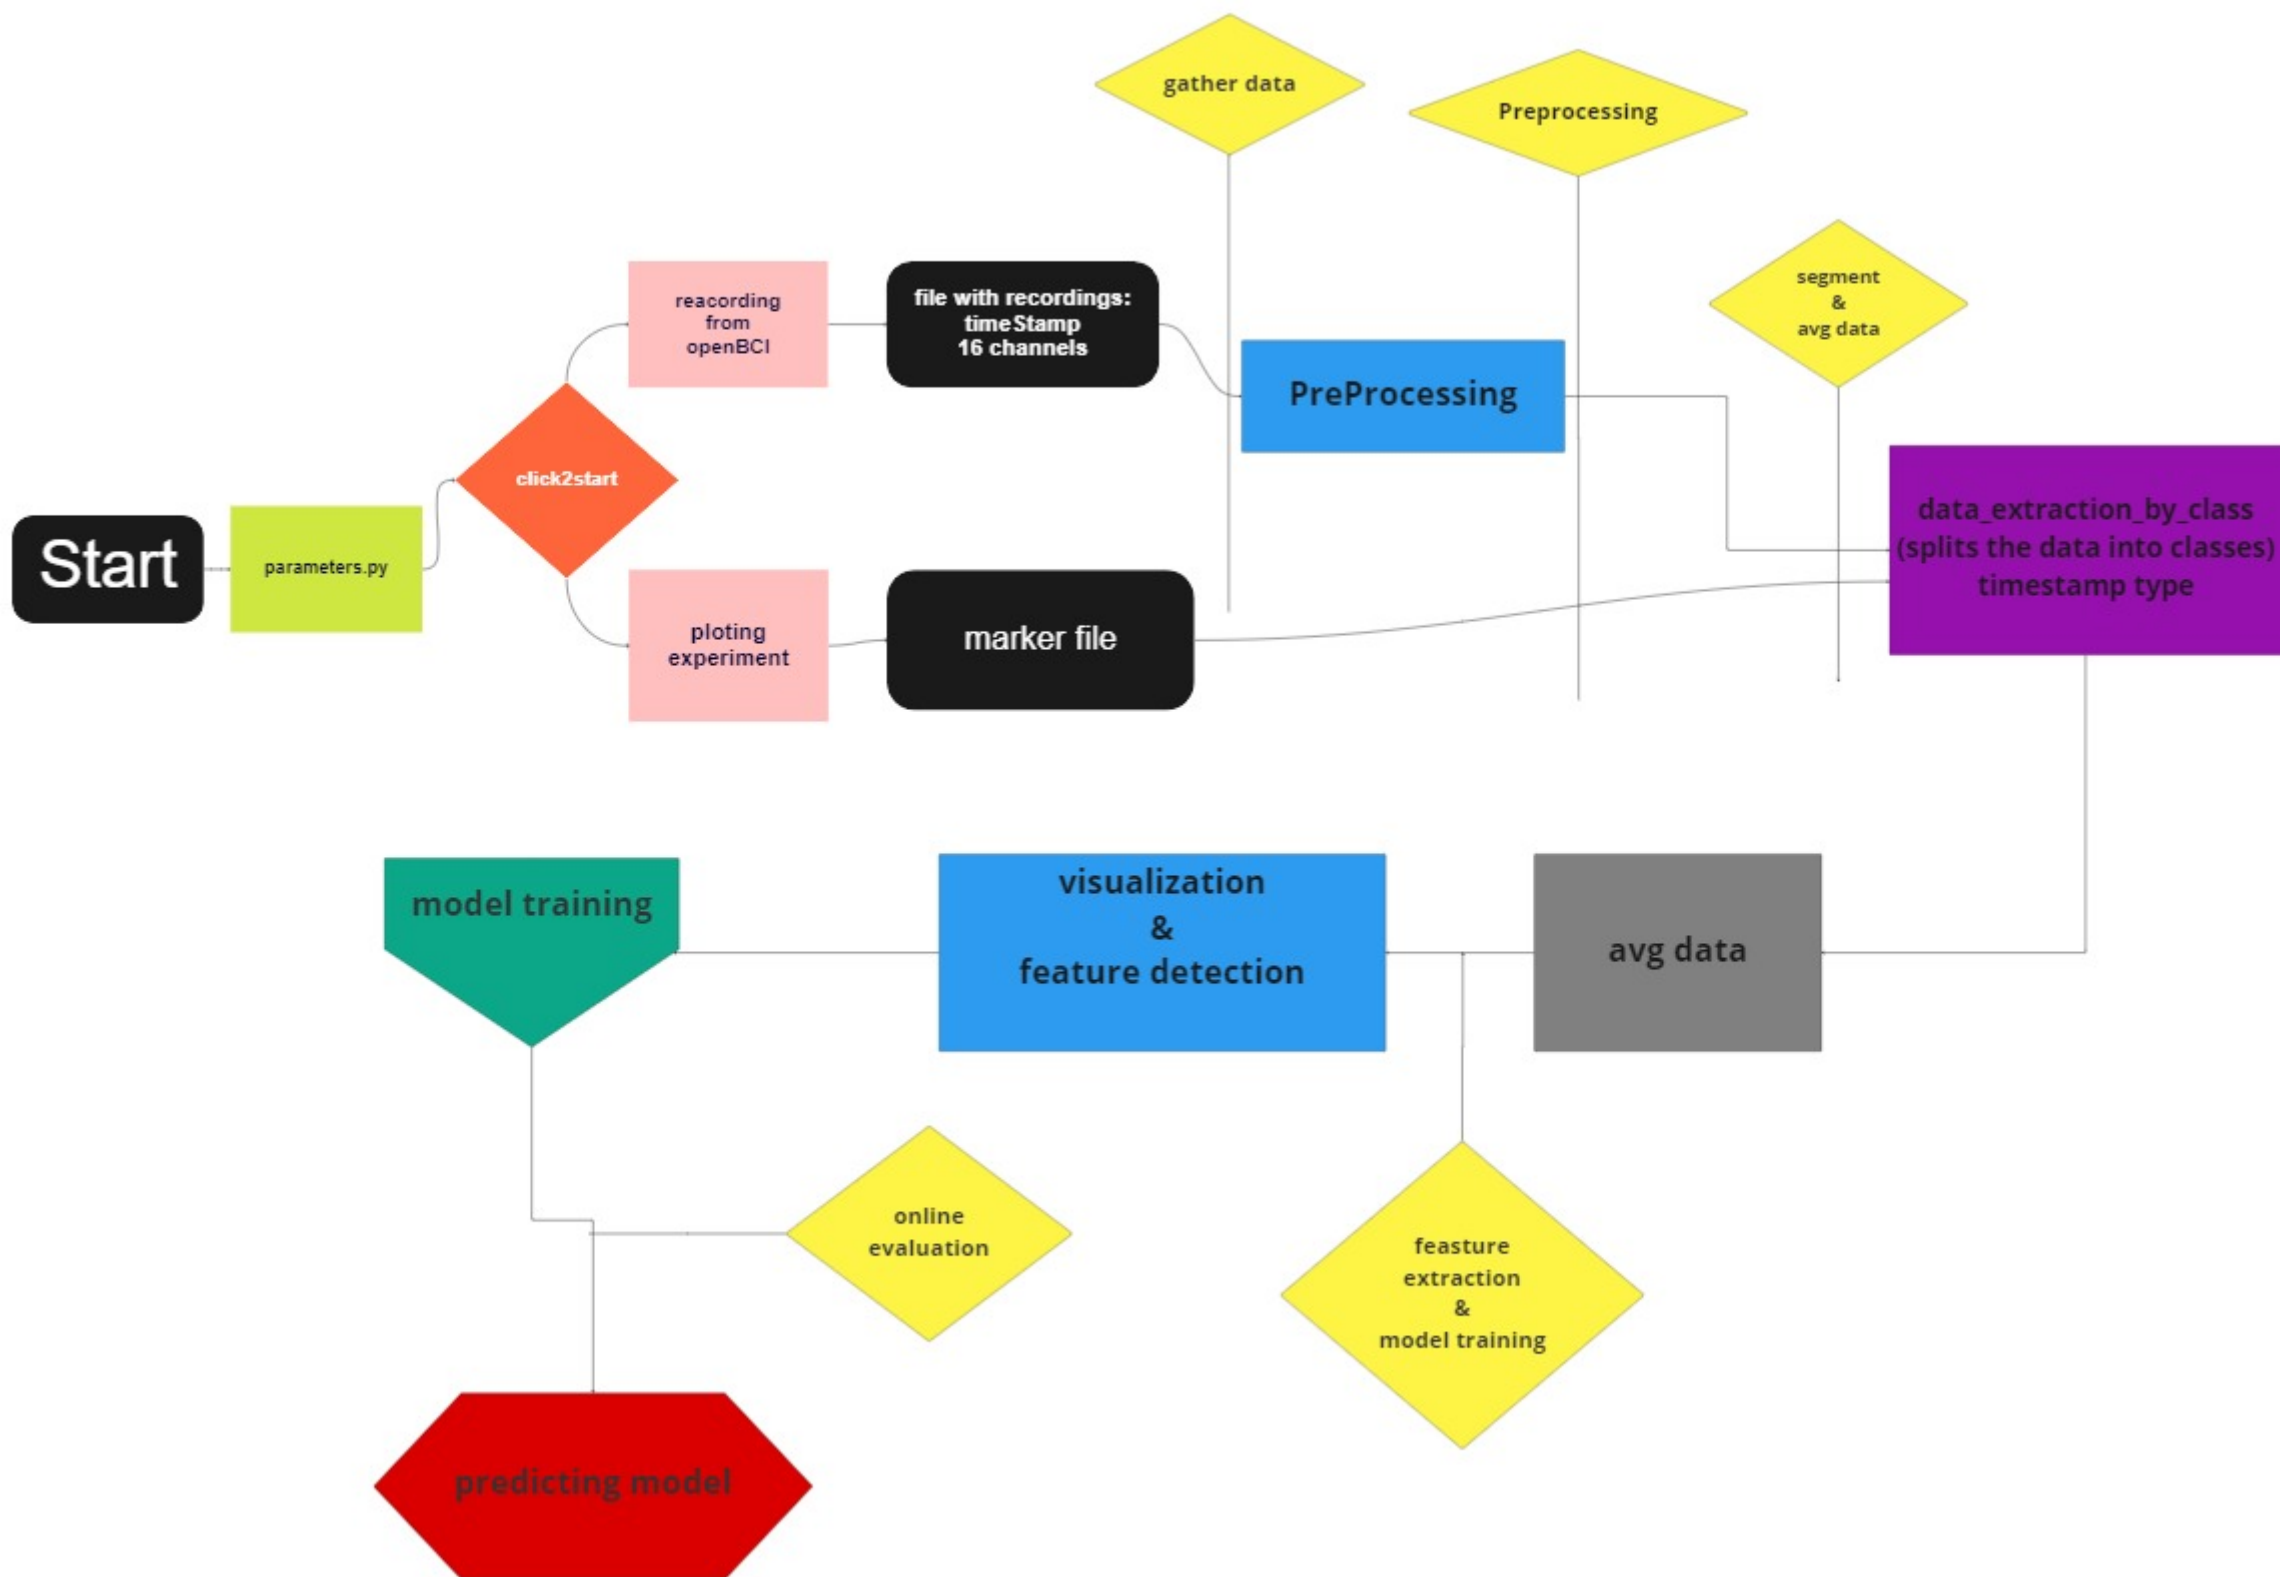 gather data
Preprocessing
segment
&
avg data
reacording
from
openBCI
file with recordings:
timeStamp
16 channels
PreProcessing
click2start
Start
parameters.py
ploting
experiment
marker file
data_extraction_by_class
(splits the data into classes)
timestamp type
model training
visualization
&
feature detection
avg data
online
evaluation
feasture
extraction
&
model training
predicting model